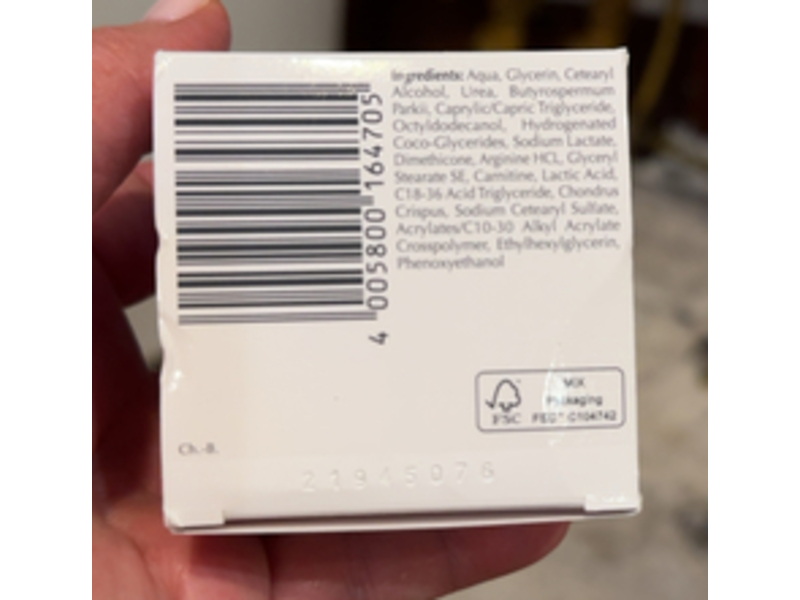 Ingredients: Aqua, Glycerin, Cetearyl
Alcohol, Urea, Butyrospermum
Parkii, Caprylic/Capric Triglyceride,
Octyldodecanol, Hydrogenated
Coco-Glycerides, Sodium Lactate,
Dimethicone, Arginine HCL, Glyceryl
Stearate SE, Carnitine, Lactic Acid,
C18-36 Acid Triglyceride, Chondrus
Crispus, Sodium Cetearyl Sulfate,
Acrylates/C10-30 Alkyl Acrylate
Crosspolymer, Ethylhexylglycerin,
Phenoxyethanol
4 005800 164705
MIX
Packaging
FSC
C104742
Ch.-B.
21945076